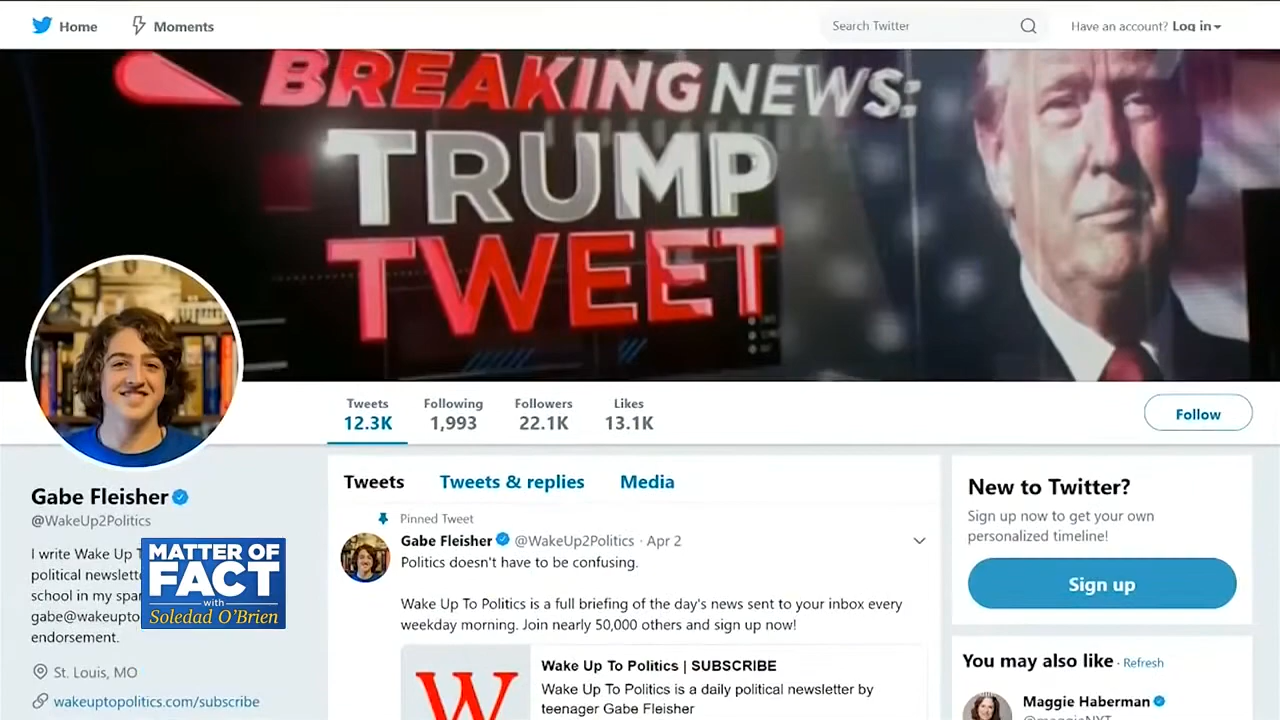 Home
Moments
Search Twitter
Have an account? Log in
BREAKING NEWS:
TRUMP
TWEET
Tweets
12.3K
Following
1,993
Followers
22.1K
Likes
13.1K
Follow
Gabe Fleisher
@WakeUp2Politics
I write Wake Up
political
school in my
endorsement.
St. Louis, MO
wakeuptopolitics.com/subscribe
MATTER OF
FACT
with
Soledad O'Brien
Tweets
Tweets & replies
Media
Pinned Tweet
Gabe Fleisher @WakeUp2Politics · Apr 2
Politics doesn't have to be confusing.
Wake Up To Politics is a full briefing of the day's news sent to your inbox every
weekday morning. Join nearly 50,000 others and sign up now!
W
Wake Up To Politics | SUBSCRIBE
Wake Up To Politics is a daily political newsletter by
teenager Gabe Fleisher
New to Twitter?
Sign up now to get your own
personalized timeline!
Sign up
You may also like · Refresh
Maggie Haberman